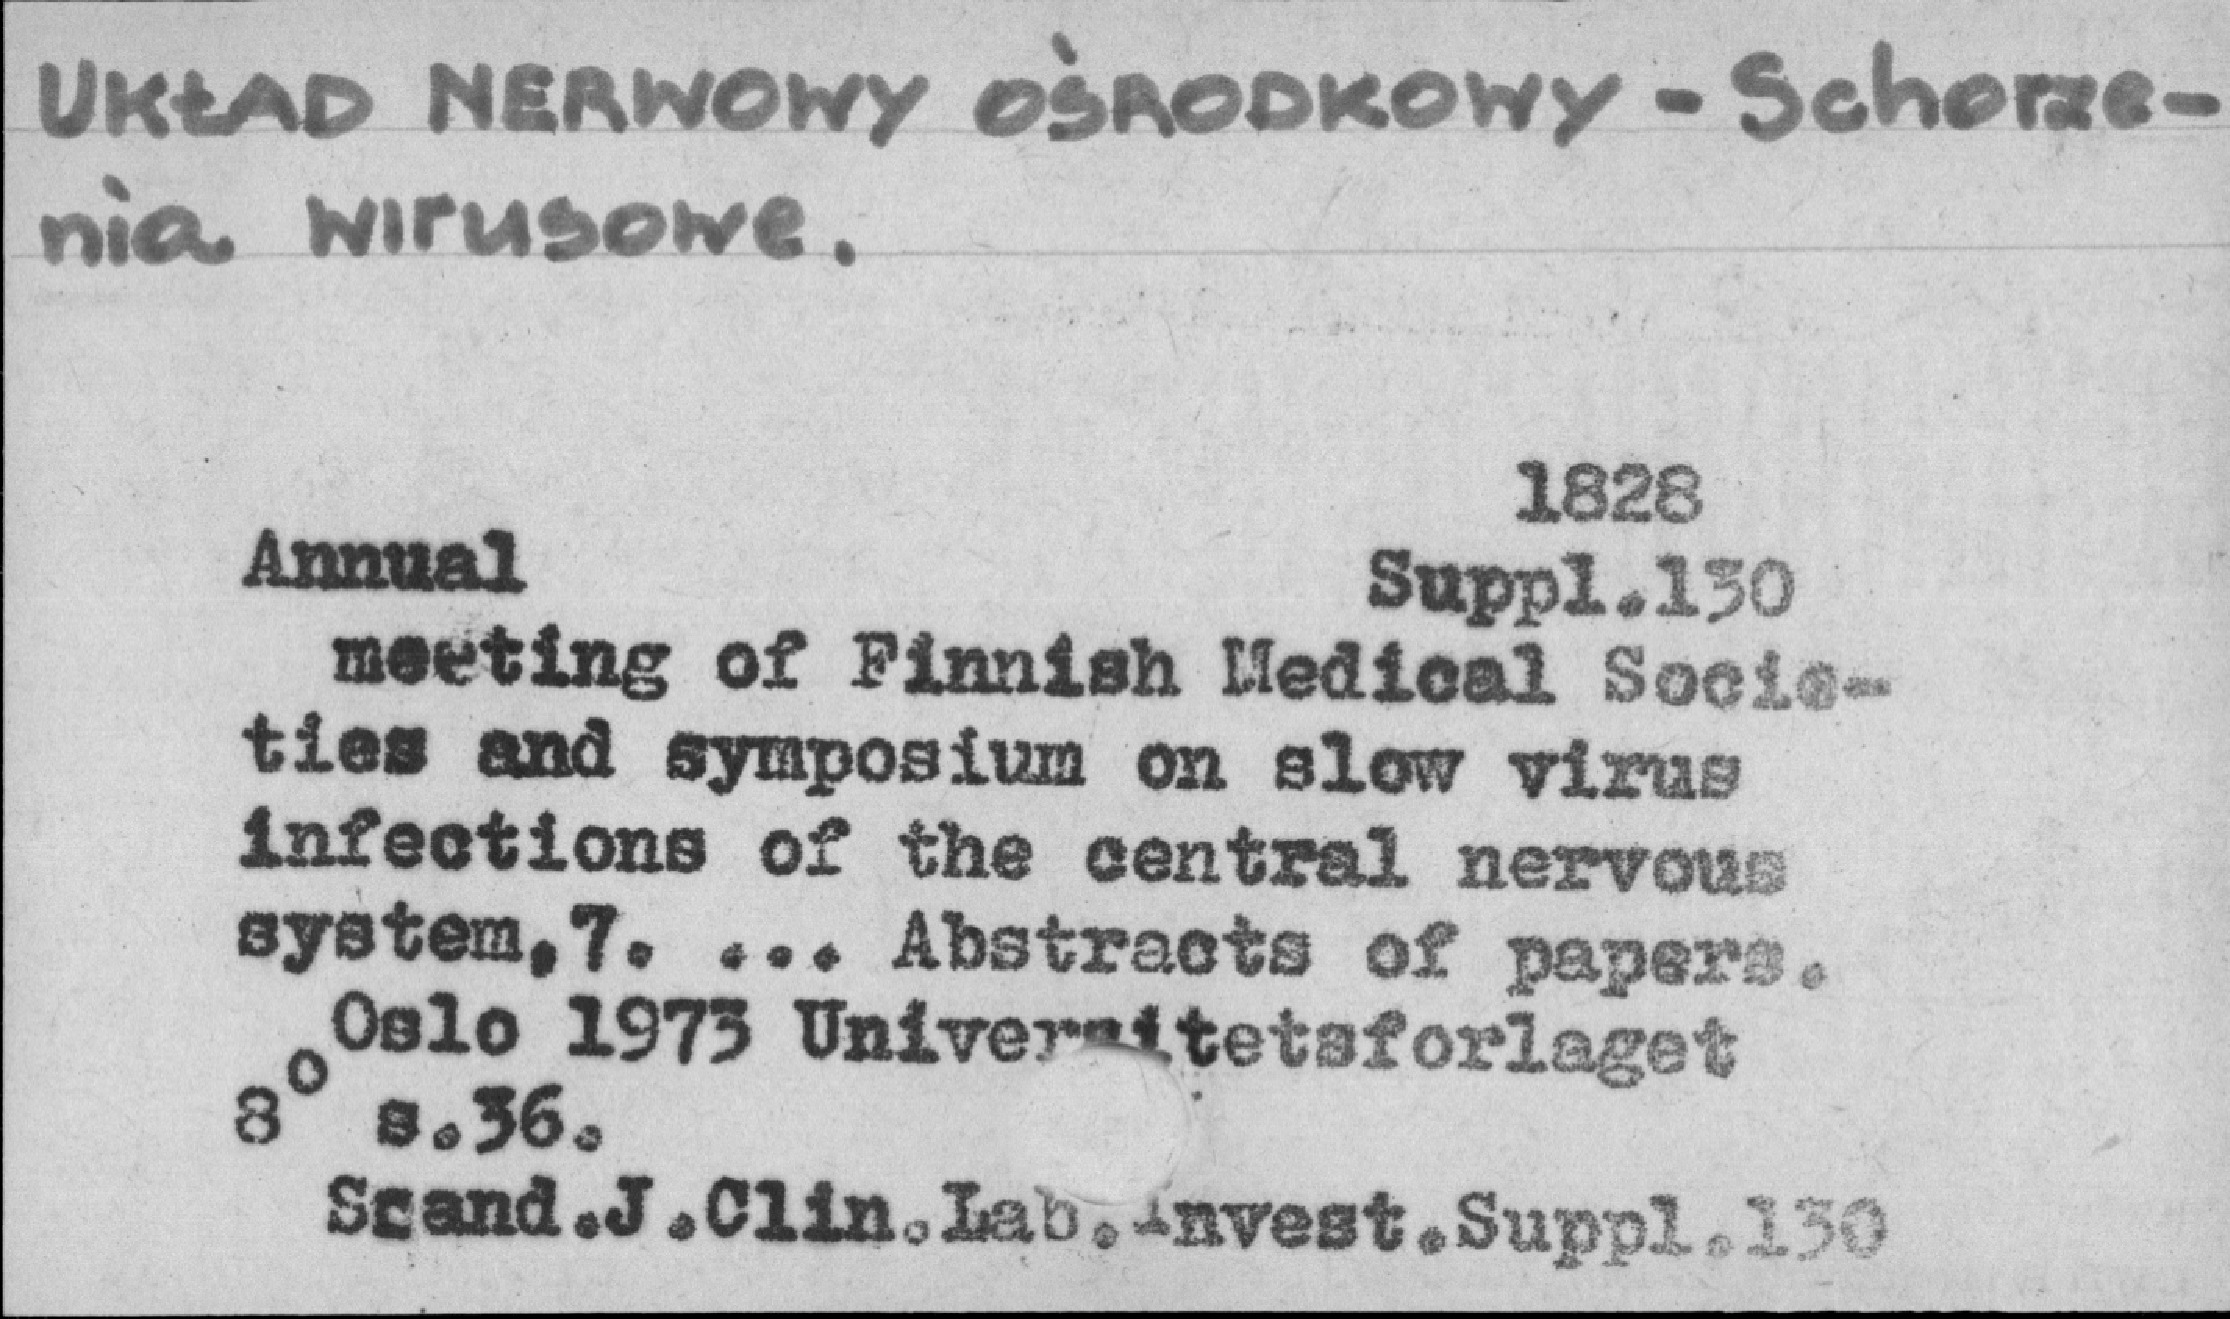 UKŁAD NERWOWY OŚRODKOWY - Schorze-
nia wirusowe.
1828
Annual Suppl.130
meeting of Finnish Medical Socie-
ties and symposium on slow virus
infections of the central nervous
system,7. ... Abstracts of papers.
Oslo 1973 Universitetsforlaget
8° s.36.
Scand.J.Clin.Lab.Invest.Suppl.130